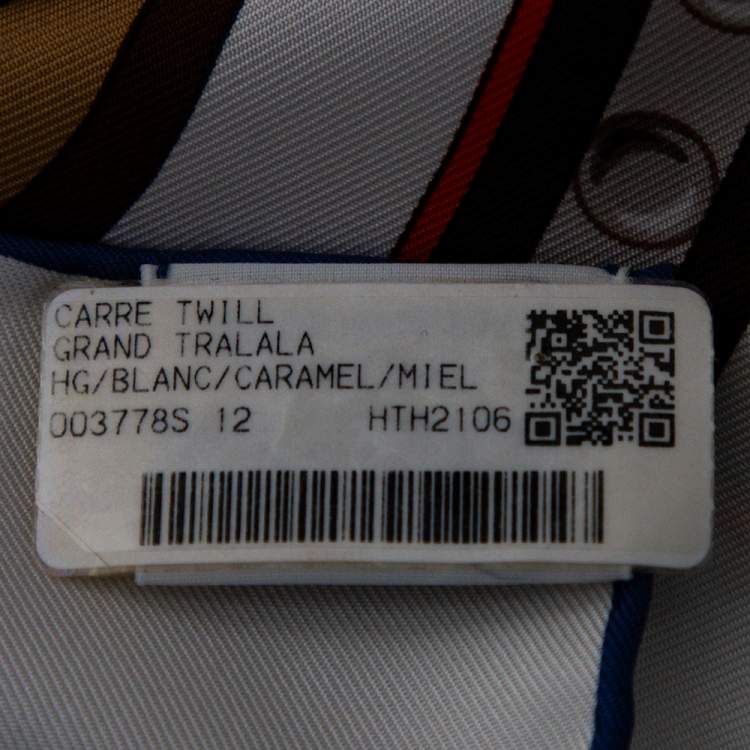 CARRE TWILL
GRAND TRALALA
HG/BLANC/CARAMEL/MIEL
003778S 12 HTH2106